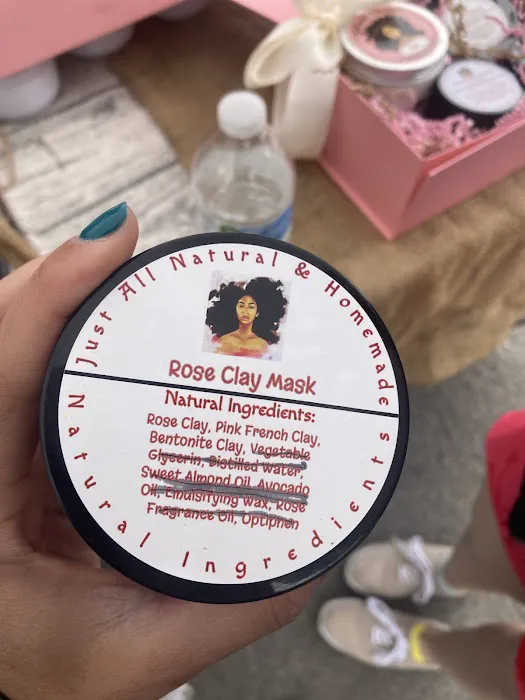 Just All Natural & Homemade
Rose Clay Mask
Natural Ingredients:
Rose Clay, Pink French Clay,
Bentonite Clay, Vegetable
Glycerin, Distilled Water,
Sweet Almond Oil, Avocado
Oil, Emulsifying Wax, Rose
Fragrance Oil, Optiphen
Natural Ingredients